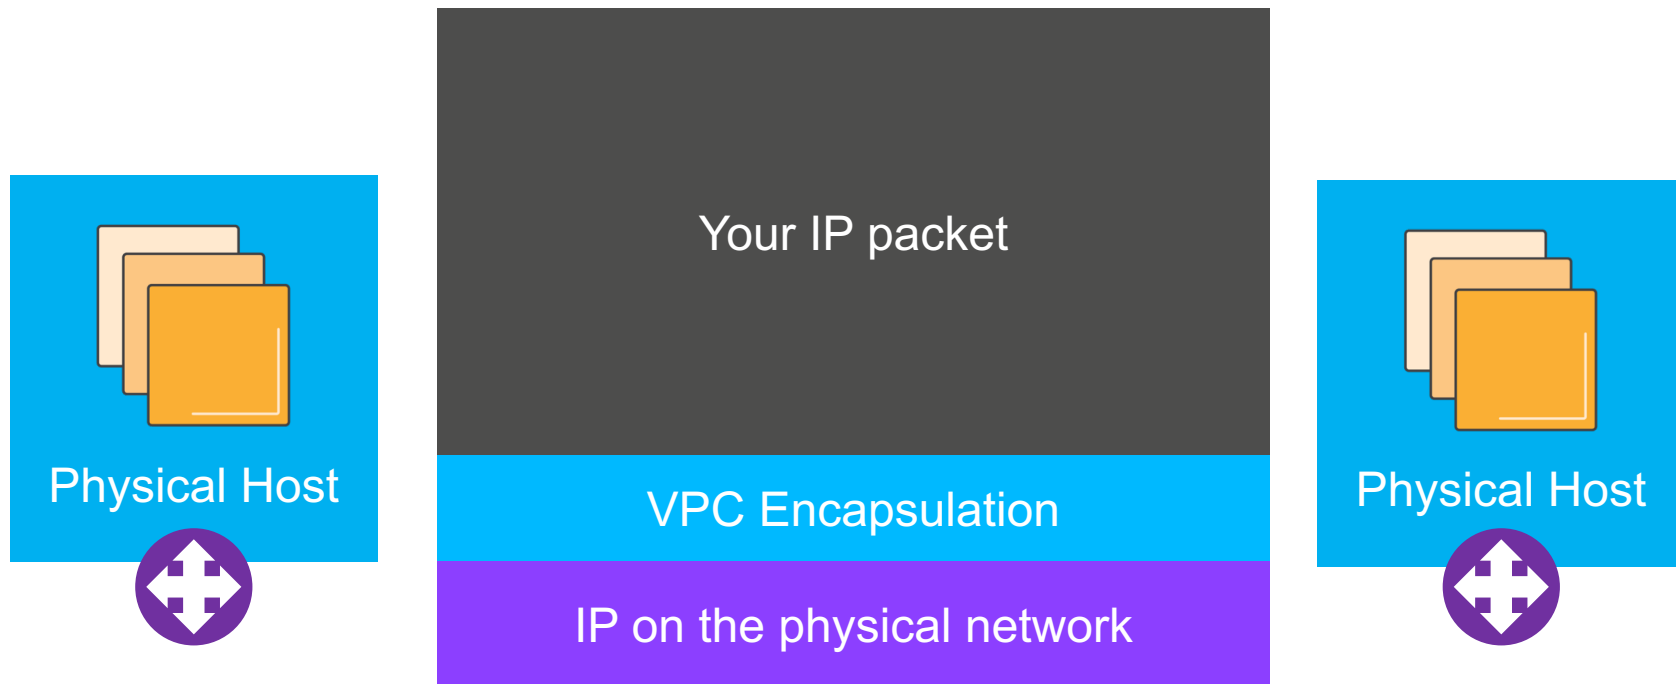 Your IP packet
Physical Host
Physical Host
VPC Encapsulation
IP on the physical network